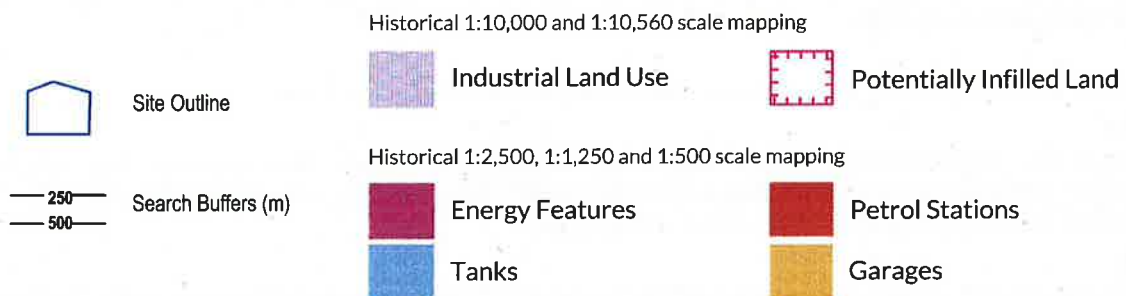 Historical 1:10,000 and 1:10,560 scale mapping
Site Outline
Industrial Land Use
Potentially Infilled Land
Historical 1:2,500, 1:1,250 and 1:500 scale mapping
250
500
Search Buffers (m)
Energy Features
Petrol Stations
Tanks
Garages